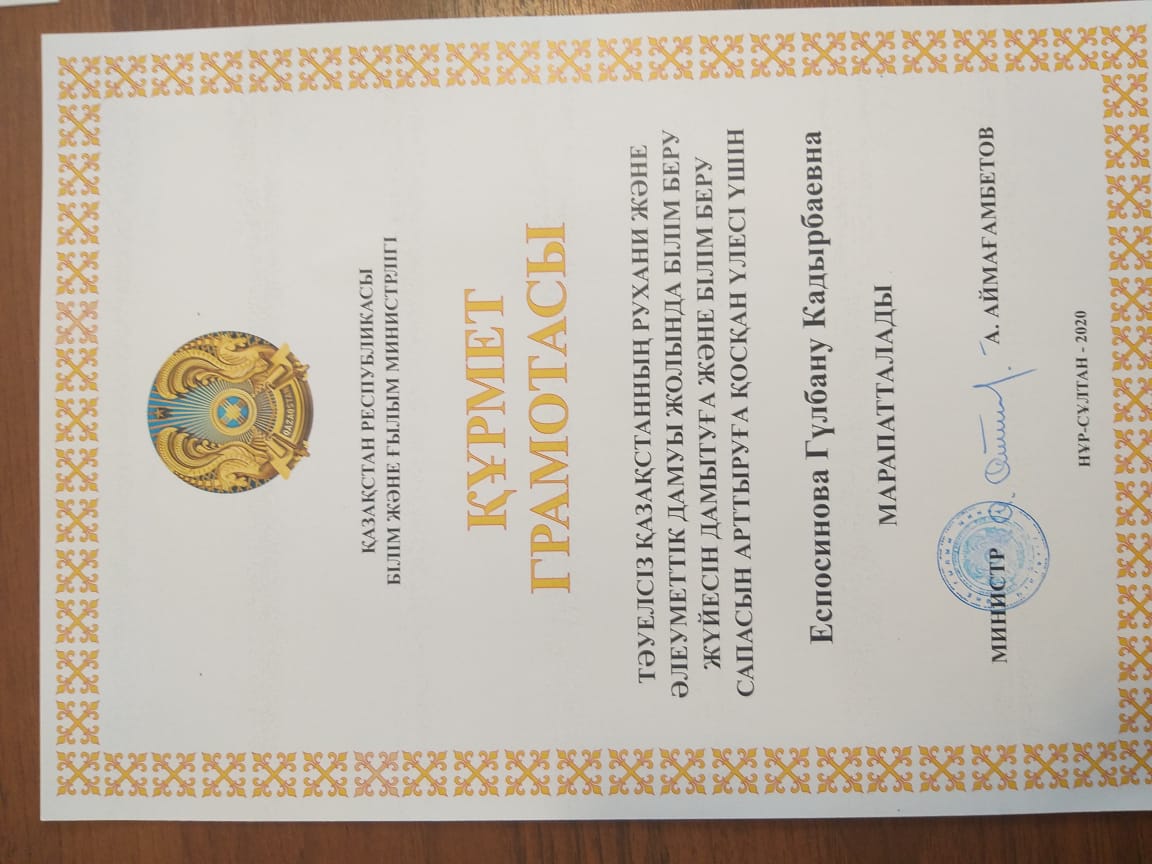 QAZAQSTAN
ҚАЗАҚСТАН РЕСПУБЛИКАСЫ
БІЛІМ ЖӘНЕ ҒЫЛЫМ МИНИСТРЛІГІ
ҚҰРМЕТ
ГРАМОТАСЫ
ТӘУЕЛСІЗ ҚАЗАҚСТАННЫҢ РУХАНИ ЖӘНЕ
ӘЛЕУМЕТТІК ДАМУЫ ЖОЛЫНДА БІЛІМ БЕРУ
ЖҮЙЕСІН ДАМЫТУҒА ЖӘНЕ БІЛІМ БЕРУ
САПАСЫН АРТТЫРУҒА ҚОСҚАН ҮЛЕСІ ҮШІН
Еспосинова Гүлбану Кадырбаевна
МАРАПАТТАЛАДЫ
МИНИСТР А. АЙМАҒАМБЕТОВ
НҰР-СҰЛТАН - 2020